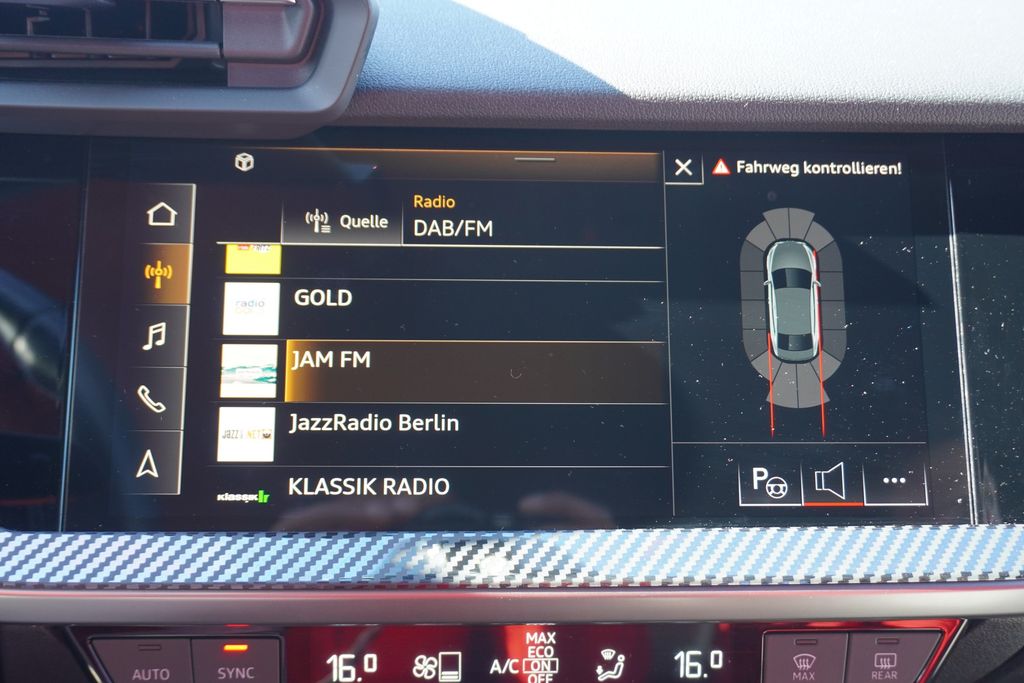 Fahrweg kontrollieren!
Radio
Quelle
DAB/FM
radio
GOLD
JAM FM
JazzRadio Berlin
KLASSIK RADIO
P
AUTO
SYNC
16.0
A/C
MAX
ECO
ON
OFF
16.0
MAX
REAR